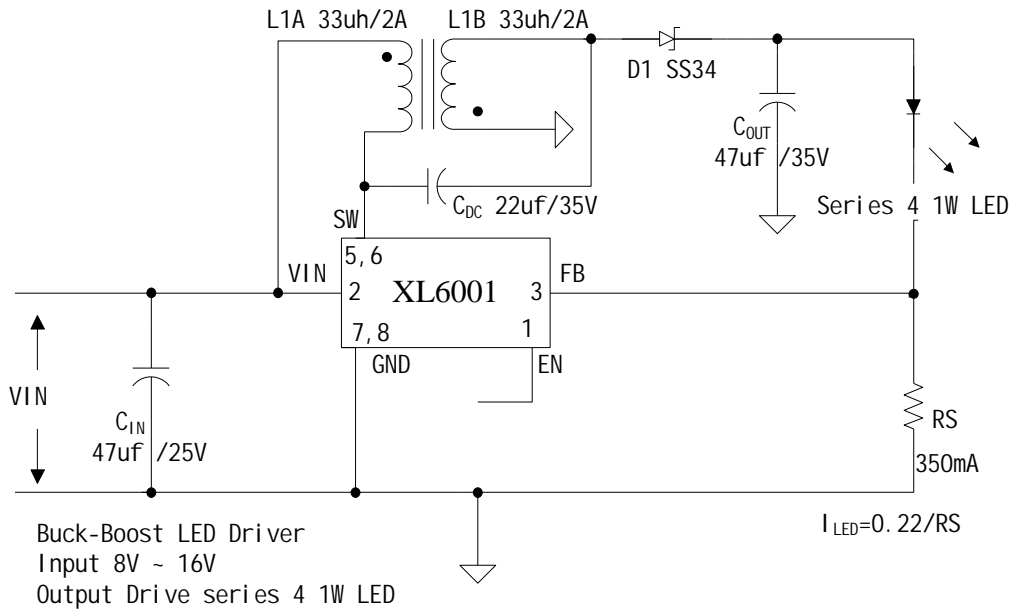 L1A 33uh/2A L1B 33uh/2A
D1 SS34
COUT
47uf /35V
CDC 22uf/35V
Series 4 1W LED
SW
5,6
VIN
2
XL6001
3
FB
7,8
1
GND
EN
VIN
CIN
47uf /25V
RS
350mA
ILED=0.22/RS
Buck-Boost LED Driver
Input 8V ~ 16V
Output Drive series 4 1W LED